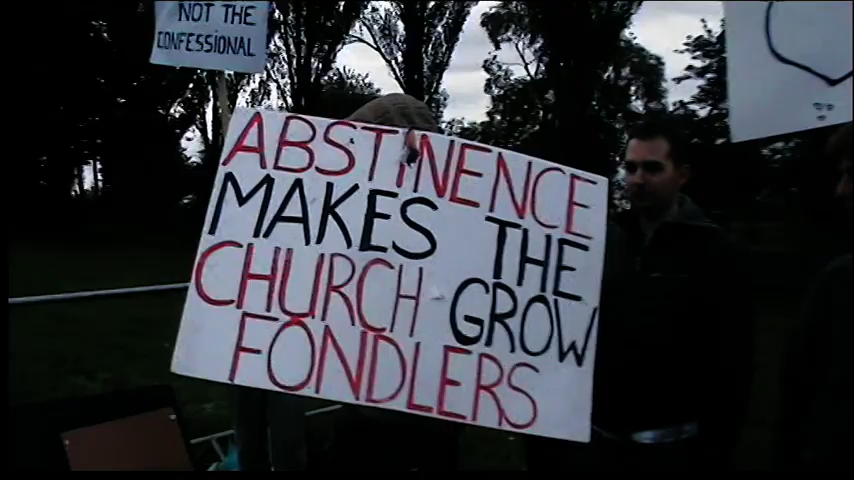 NOT THE
CONFESSIONAL
ABSTINENCE
MAKES THE
CHURCH GROW
FONDLERS